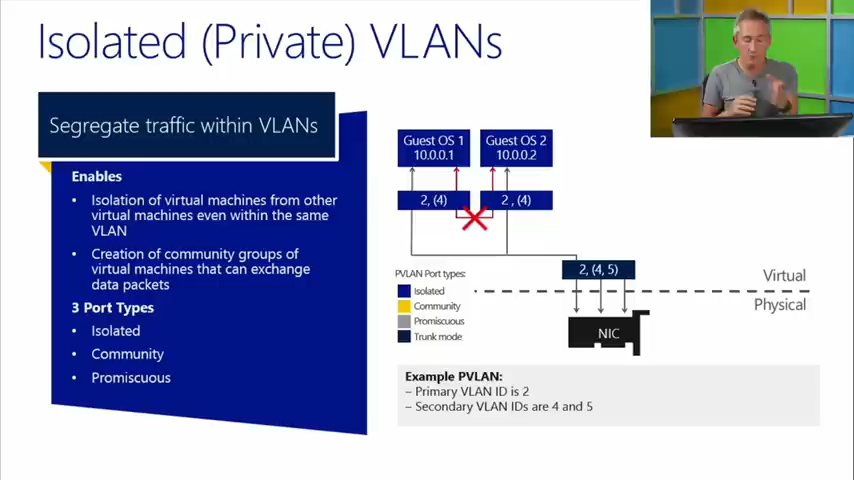 Isolated (Private) VLANs
Segregate traffic within VLANs
Enables
• Isolation of virtual machines from other
virtual machines even within the same
VLAN
• Creation of community groups of
virtual machines that can exchange
data packets
3 Port Types
• Isolated
• Community
• Promiscuous
Guest OS 1
10.0.0.1
Guest OS 2
10.0.0.2
2, (4)
2 , (4)
2, (4, 5)
PVLAN Port types:
Isolated
Community
Promiscuous
Trunk mode
Virtual
Physical
NIC
Example PVLAN:
– Primary VLAN ID is 2
– Secondary VLAN IDs are 4 and 5